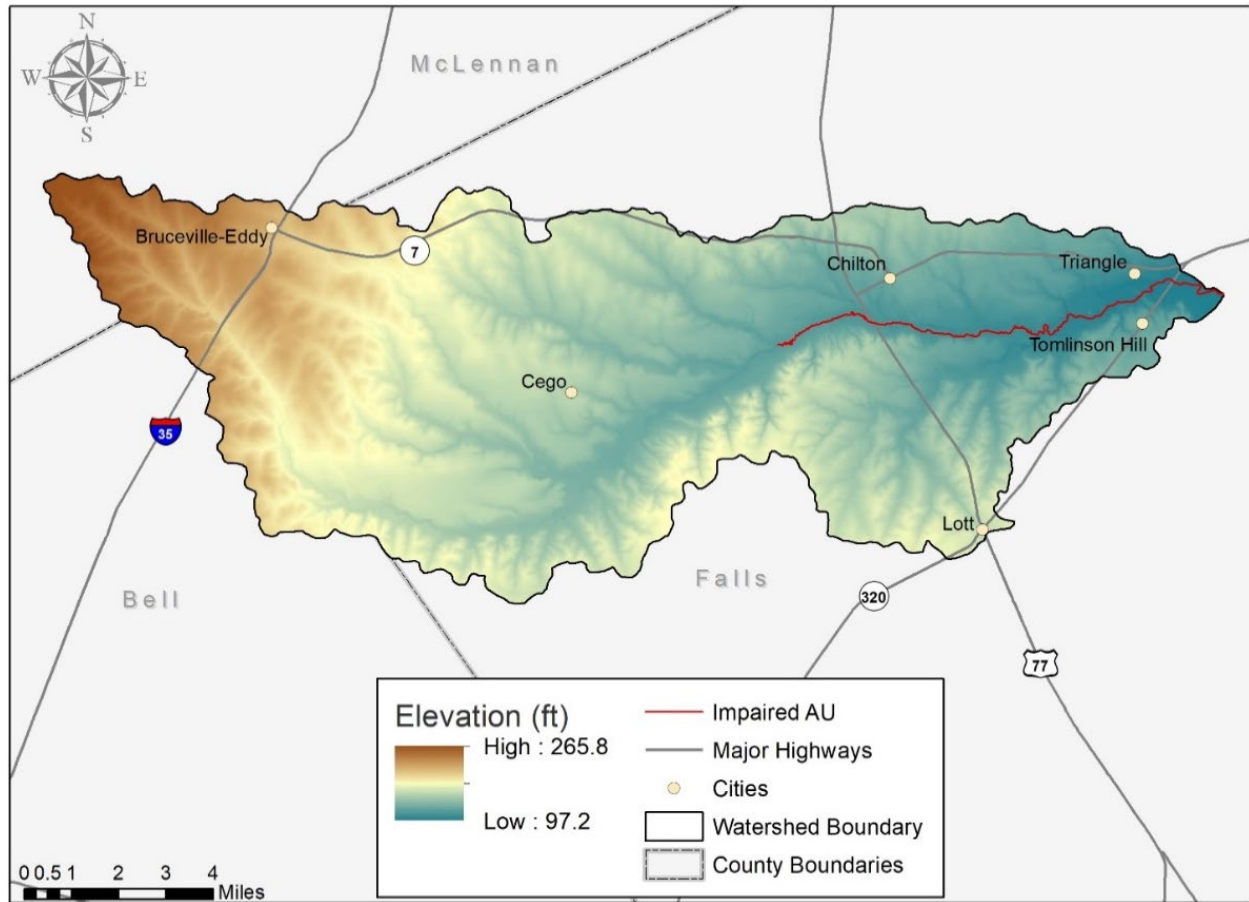 N
W E
S
McLennan
Bruceville-Eddy
7
Chilton
Triangle
Tomlinson Hill
Cego
35
Lott
Bell
Falls
320
77
Elevation (ft)
High : 265.8
Low : 97.2
Impaired AU
Major Highways
Cities
Watershed Boundary
County Boundaries
0 0.5 1 2 3 4
Miles